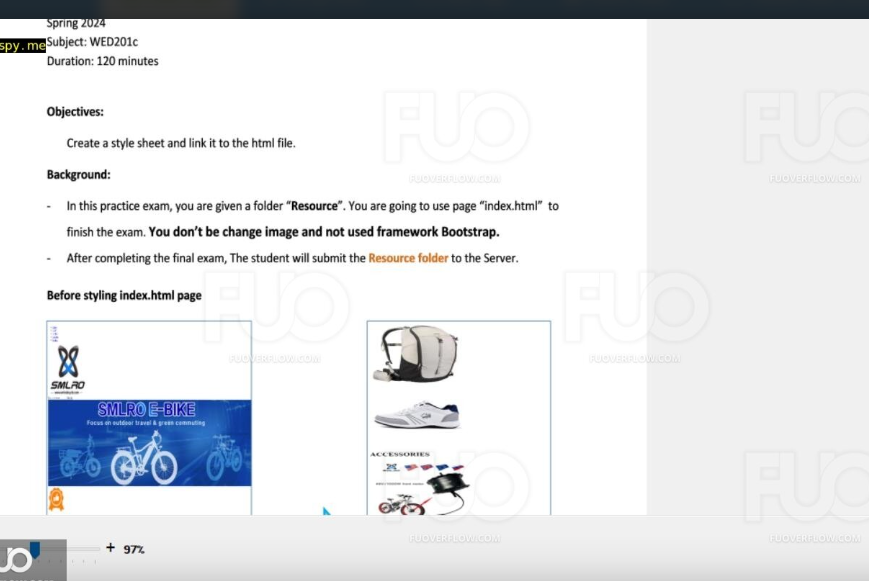 Spring 2024
spy.me
Subject: WED201c
Duration: 120 minutes
FUO
FUOVERFLOW.COM
FUO
FUOVERFLOW.COM
Objectives:
Create a style sheet and link it to the html file.
Background:
- In this practice exam, you are given a folder “Resource”. You are going to use page “index.html” to
finish the exam. You don’t be change image and not used framework Bootstrap.
- After completing the final exam, The student will submit the Resource folder to the Server.
Before styling index.html page
FUO
FUOVERFLOW.COM
FUO
FUOVERFLOW.COM
SMLRO
SMLRO E-BIKE
Focus on outdoor travel & green commuting
ACCESSORIES
FUO
FUOVERFLOW.COM
FUO
FUOVERFLOW.COM
+ 97%
UO